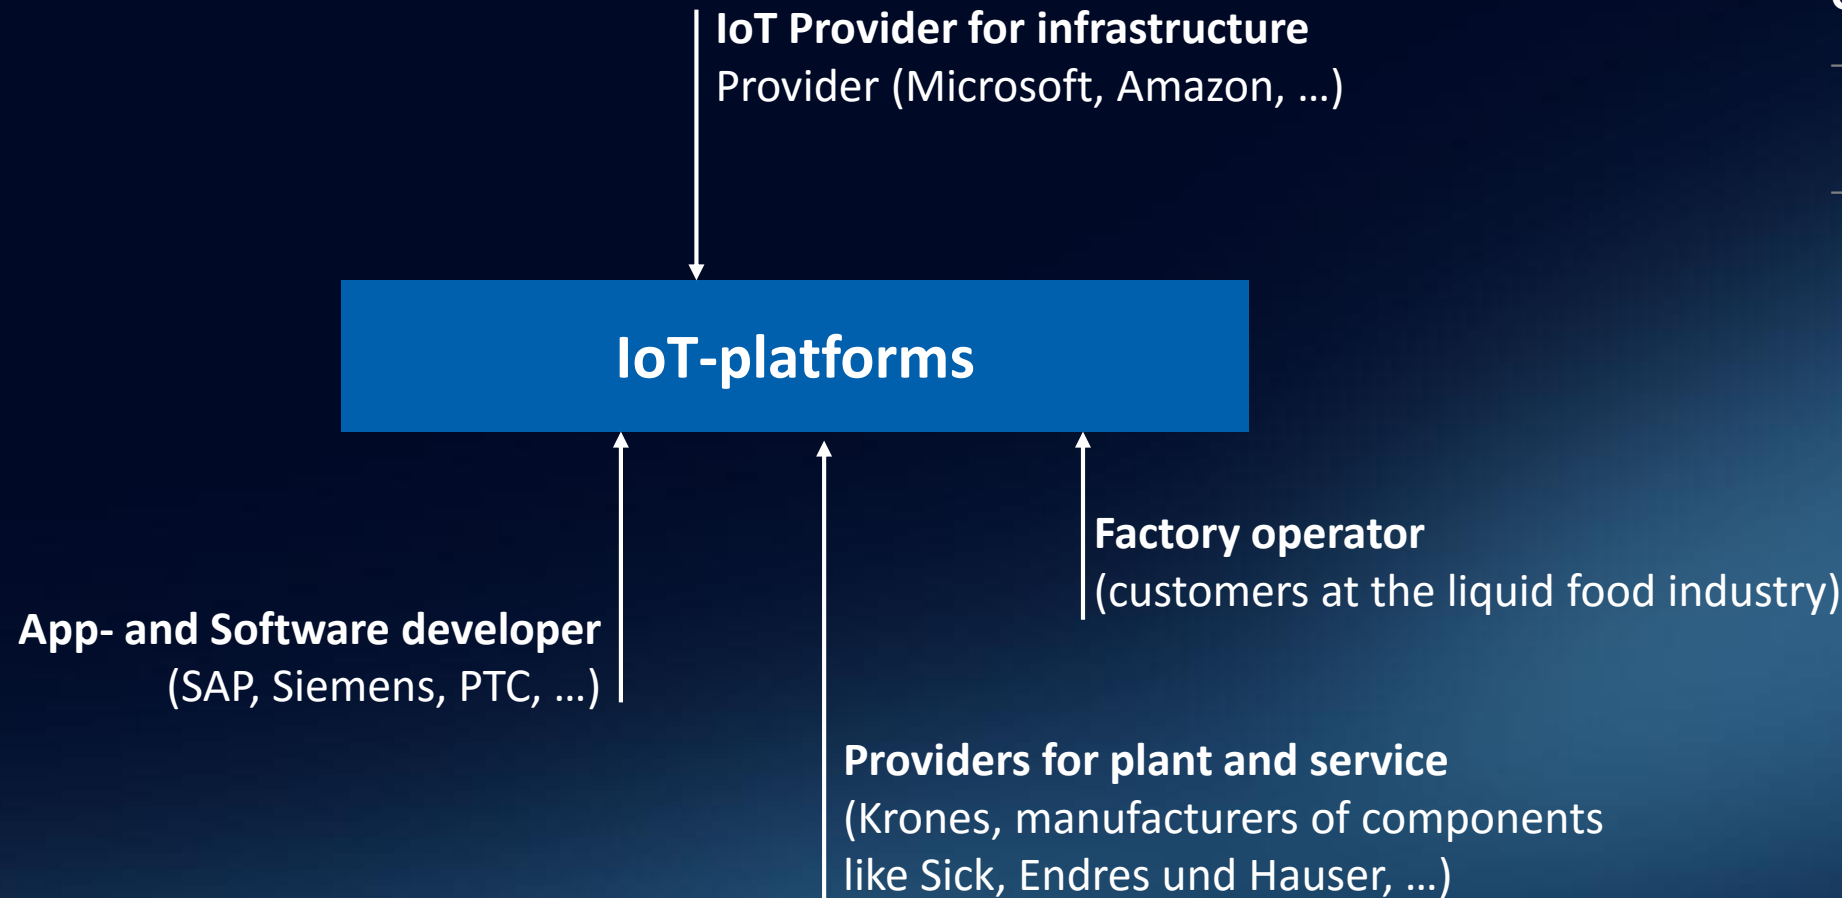 IoT Provider for infrastructure
Provider (Microsoft, Amazon, …)
IoT-platforms
Factory operator
(customers at the liquid food industry)
App- and Software developer
(SAP, Siemens, PTC, …)
Providers for plant and service
(Krones, manufacturers of components
like Sick, Endres und Hauser, …)